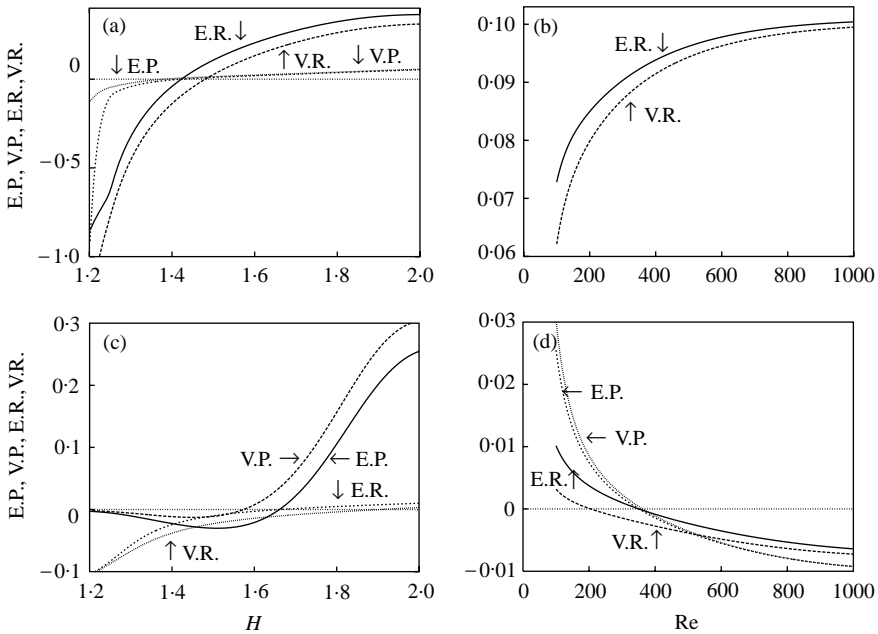 E.P., V.P., E.R.,V.R.
(a)
E.R.↓
↓E.P.
↑V.R.
↓V.P.
0
−0·5
−1·0
1·2 1·4 1·6 1·8 2·0
(b)
E.R.↓
↑V.R.
0·10
0·09
0·08
0·07
0·06
0 200 400 600 800 1000
E.P., V.P., E.R.,V.R.
(c)
V.P.→
←E.P.
↓E.R.
↑V.R.
0·3
0·2
0·1
0
−0·1
1·2 1·4 1·6 1·8 2·0
H
(d)
←E.P.
←V.P.
E.R.↑
V.R.↑
0·03
0·02
0·01
0
−0·01
0 200 400 600 800 1000
Re